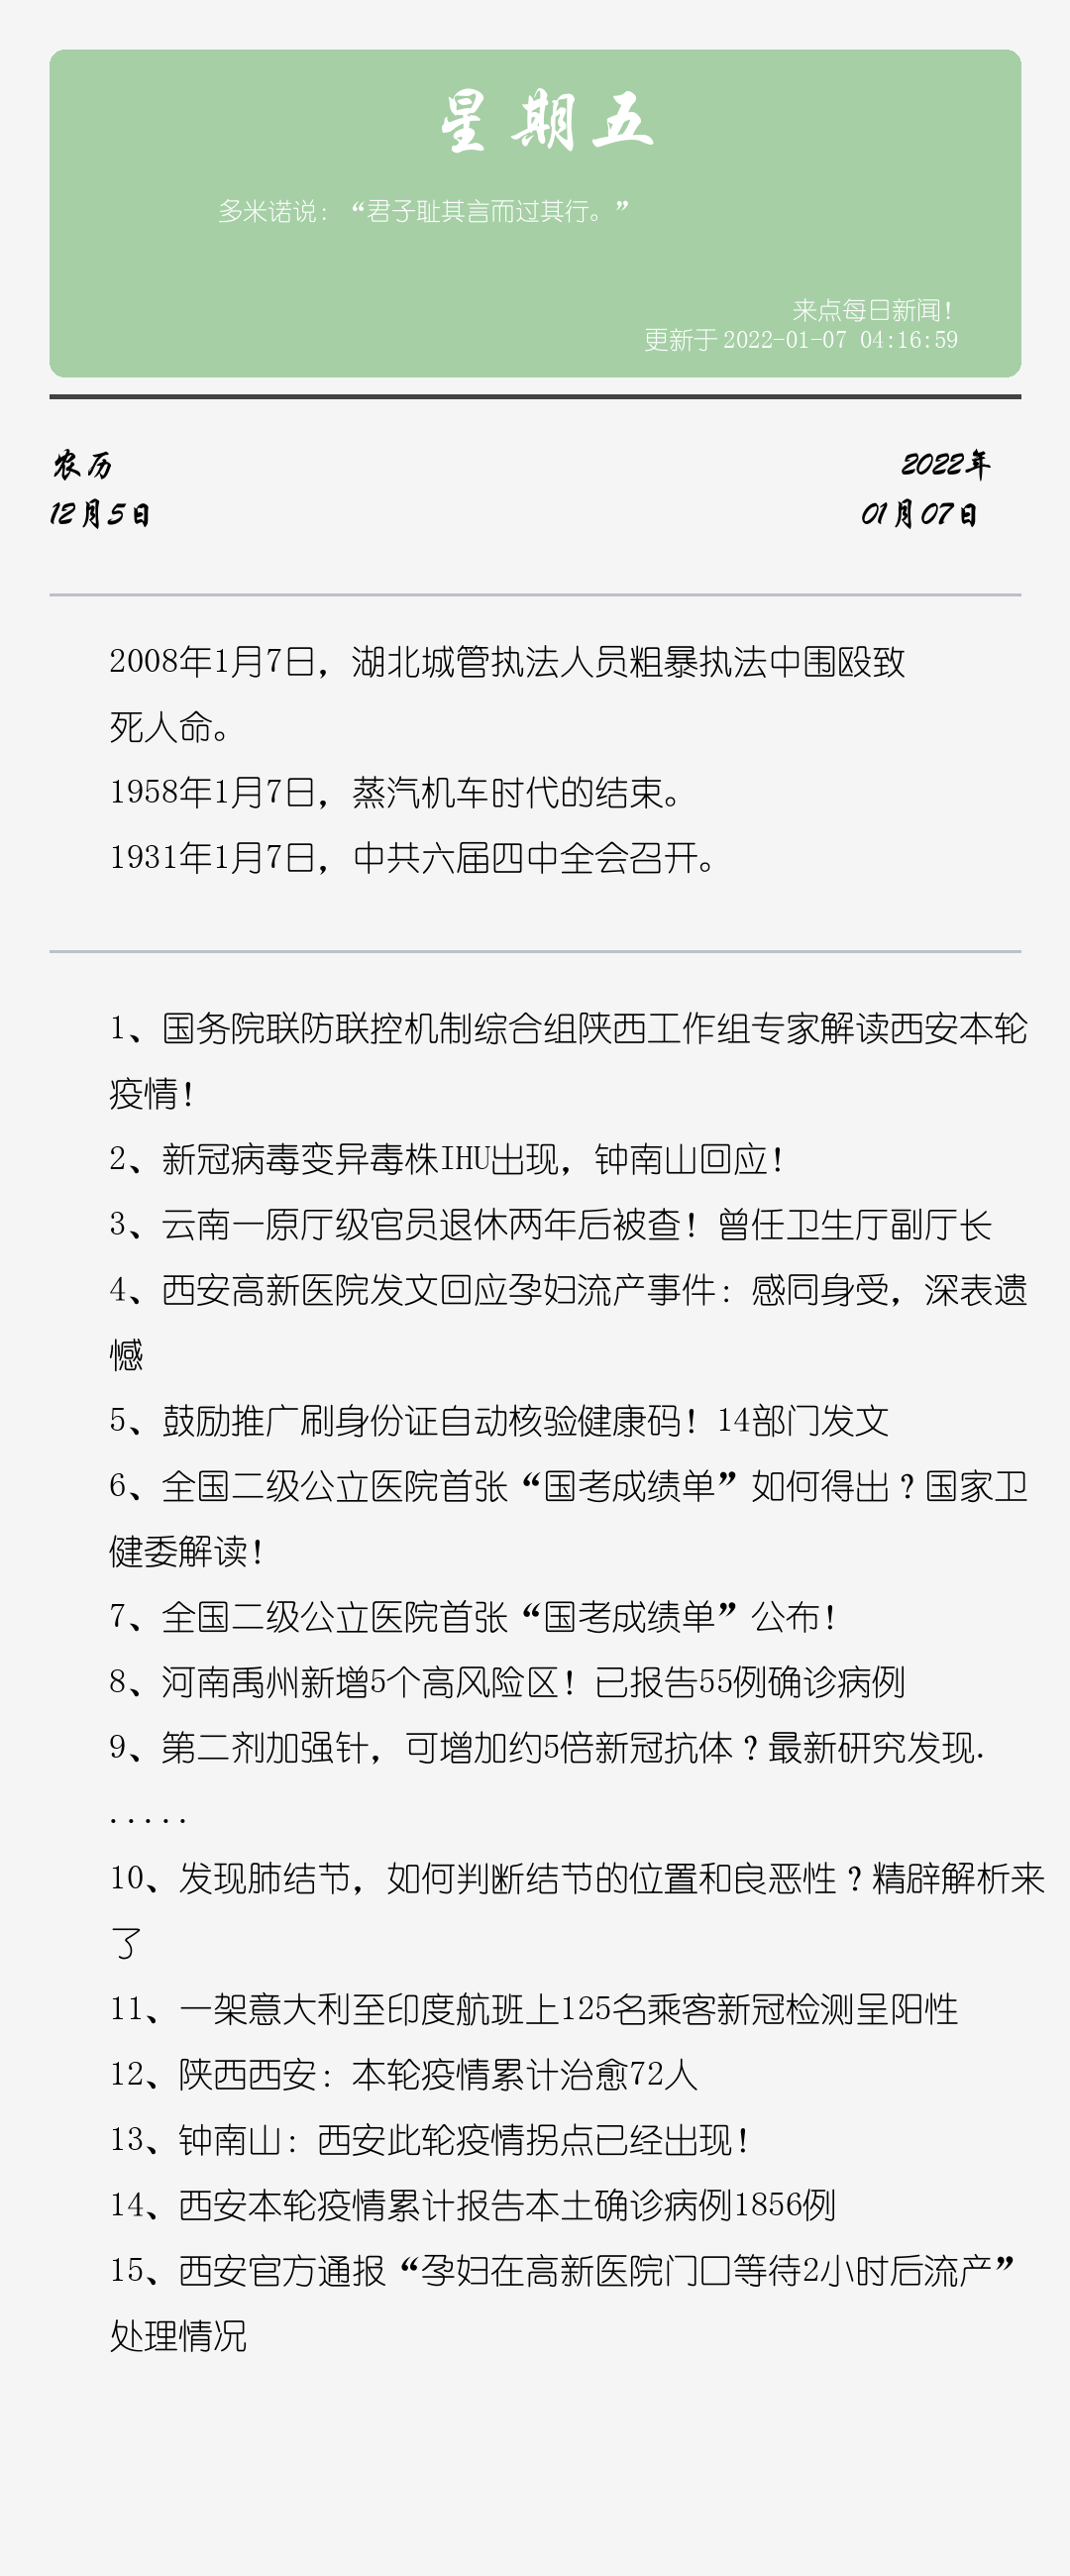 星期五
多米诺说：“君子耻其言而过其行。”
来点每日新闻！
更新于 2022-01-07 04:16:59
农历
2022年
12月5日
01月07日
2008年1月7日，湖北城管执法人员粗暴执法中围殴致
死人命。
1958年1月7日，蒸汽机车时代的结束。
1931年1月7日，中共六届四中全会召开。
1、国务院联防联控机制综合组陕西工作组专家解读西安本轮
疫情！
2、新冠病毒变异毒株IHU出现，钟南山回应！
3、云南一原厅级官员退休两年后被查！曾任卫生厅副厅长
4、西安高新医院发文回应孕妇流产事件：感同身受，深表遗
憾
5、鼓励推广刷身份证自动核验健康码！14部门发文
6、全国二级公立医院首张“国考成绩单”如何得出？国家卫
健委解读！
7、全国二级公立医院首张“国考成绩单”公布！
8、河南禹州新增5个高风险区！已报告55例确诊病例
9、第二剂加强针，可增加约5倍新冠抗体？最新研究发现.
.....
10、发现肺结节，如何判断结节的位置和良恶性？精辟解析来
了
11、一架意大利至印度航班上125名乘客新冠检测呈阳性
12、陕西西安：本轮疫情累计治愈72人
13、钟南山：西安此轮疫情拐点已经出现！
14、西安本轮疫情累计报告本土确诊病例1856例
15、西安官方通报“孕妇在高新医院门口等待2小时后流产”
处理情况